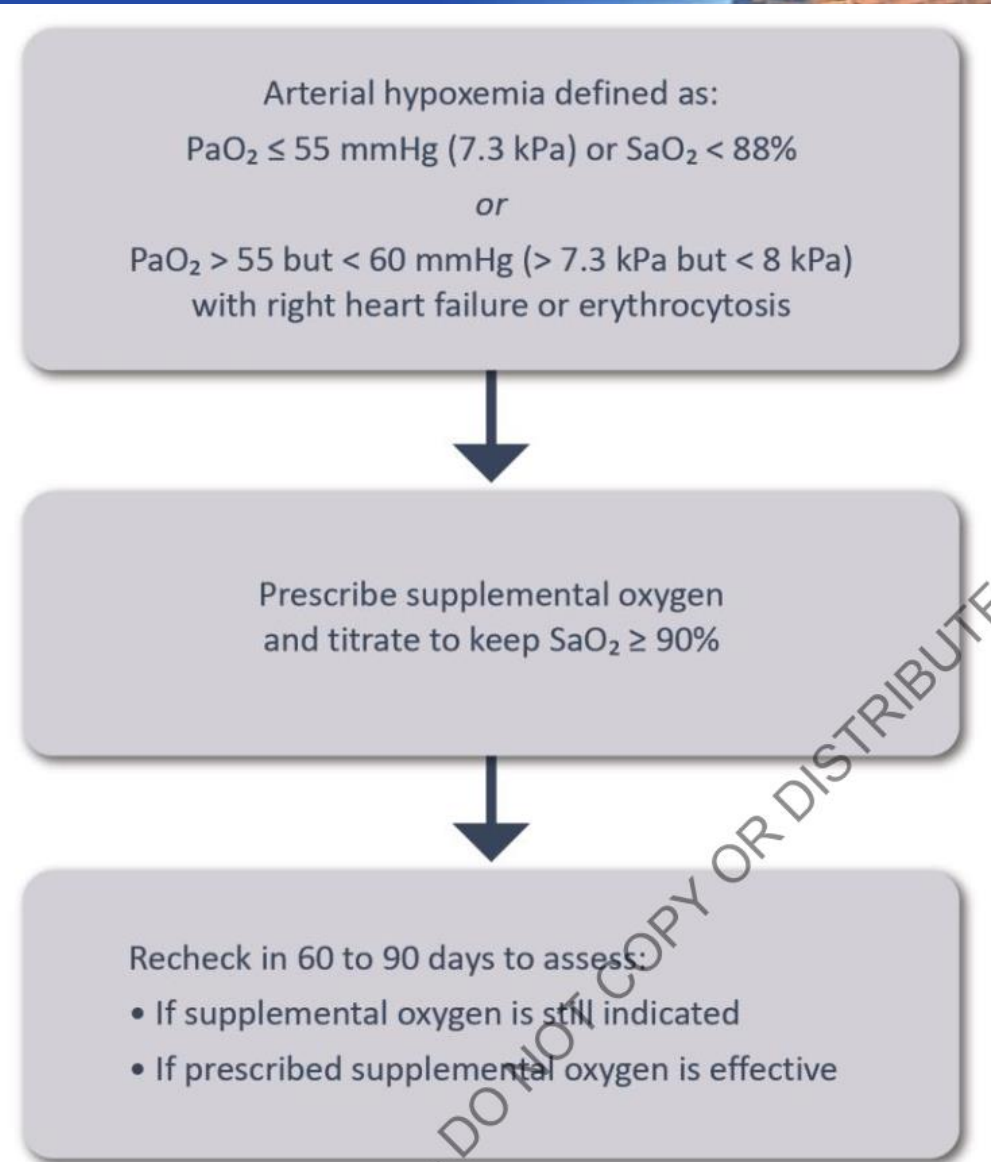 Arterial hypoxemia defined as:
PaO₂ ≤ 55 mmHg (7.3 kPa) or SaO₂ < 88%
or
PaO₂ > 55 but < 60 mmHg (> 7.3 kPa but < 8 kPa)
with right heart failure or erythrocytosis
Prescribe supplemental oxygen
and titrate to keep SaO₂ ≥ 90%
Recheck in 60 to 90 days to assess:
• If supplemental oxygen is still indicated
• If prescribed supplemental oxygen is effective
DO NOT COPY OR DISTRIBUTE